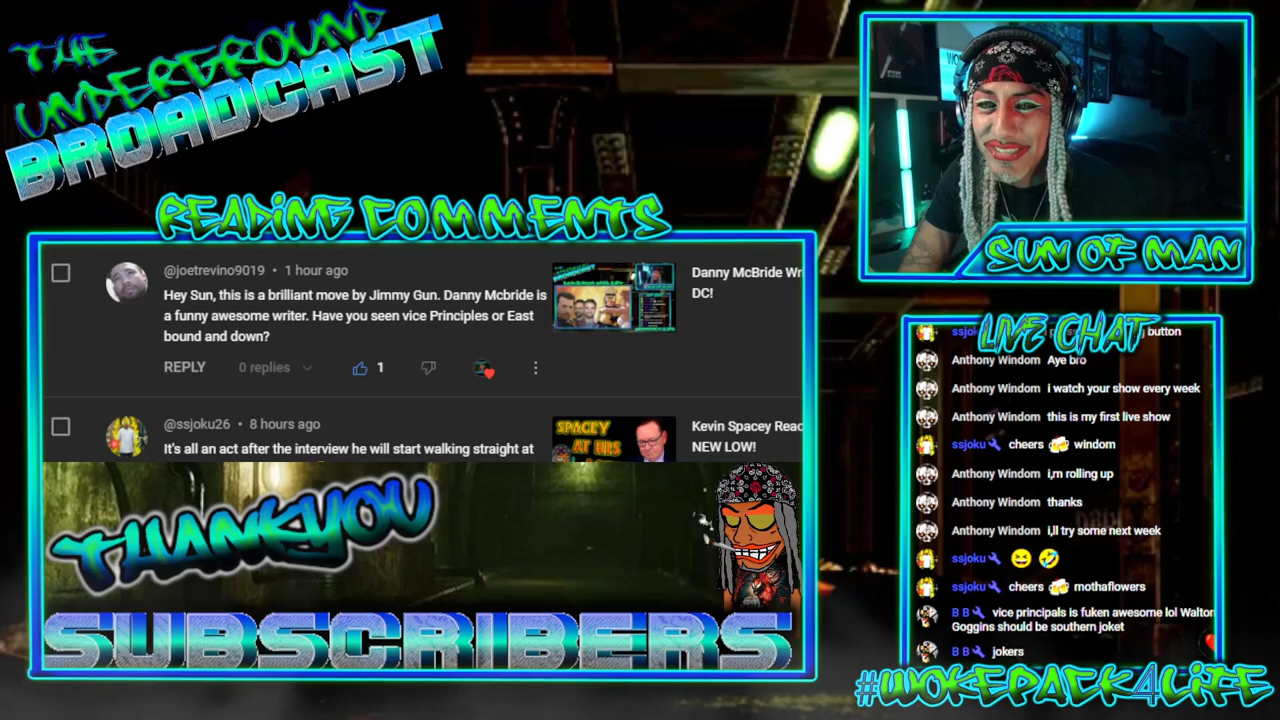 THE
UNDERGROUND
BROADCAST
READING COMMENTS
@joetrevino9019 • 1 hour ago
Hey Sun, this is a brilliant move by Jimmy Gun. Danny Mcbride is
a funny awesome writer. Have you seen vice Principles or East
bound and down?
REPLY 0 replies 1
Danny McBride Wr
DC!
@ssjoku26 • 8 hours ago
It's all an act after the interview he will start walking straight at
SPACEY
AT HIS
Kevin Spacey Reac
NEW LOW!
THANKYOU
SUBSCRIBERS
SUN OF MAN
LIVE CHAT
button
Anthony Windom Aye bro
Anthony Windom i watch your show every week
Anthony Windom this is my first live show
ssjoku cheers 🍻 windom
Anthony Windom i,m rolling up
Anthony Windom thanks
Anthony Windom i,ll try some next week
ssjoku 😆 🤣
ssjoku cheers 🍻 mothaflowers
B B vice principals is fuken awesome lol Walton
Goggins should be southern joket
B B jokers
#WOKEPACK4LIFE